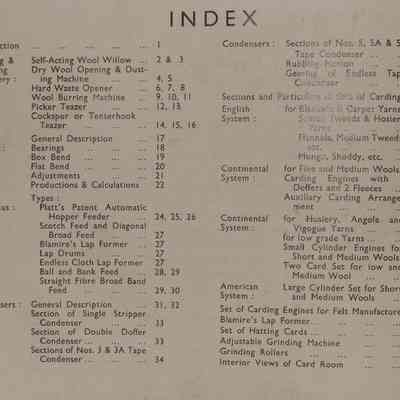 INDEX
ction ... ... ... ... ... 1
Self-Acting Wool Willow ... 2 & 3
Dry Wool Opening & Dust-
ing Machine ... ... 4, 5
Hard Waste Opener ... 6, 7, 8
Wool Burring Machine ... 9, 10, 11
Picker Teazer ... ... 12, 13
Cockspur or Tenterhook
Teazer ... ... 14, 15, 16
General Description ... 17
Bearings ... ... ... 18
Box Bend ... ... ... 19
Flat Bend ... ... ... 20
Adjustments ... ... 21
Productions & Calculations 22
Types :
Platt's Patent Automatic
Hopper Feeder ... 24, 25, 26
Scotch Feed and Diagonal
Broad Feed ... ... 27
Blamire's Lap Former ... 27
Lap Drums ... ... 27
Endless Cloth Lap Former 27
Ball and Bank Feed ... 28, 29
Straight Fibre Broad Band
Feed ... ... ... 29, 30
sers : General Description ... 31, 32
Section of Single Stripper
Condenser ... ... 33
Section of Double Doffer
Condenser ... ... 33
Sections of Nos. 3 & 3A Tape
Condenser ... ... 34
Condensers : Sections of Nos. 5, 5A & 5
Tape Condenser ...
Rubbing Motion ...
Gearing of Endless Tape
Condenser
Sections and Particulars of Sets of Carding
English System : for Blankets & Carpet Yarns
Scotch Tweeds & Hosiery
Yarns ...
Flannels, Medium Tweeds
etc.
Mungo, Shoddy, etc. ...
Continental System : for Fine and Medium Wools
Carding Engines with
Doffers and 2 Fleeces ...
Auxiliary Carding Arrange
ment ...
Continental System : for Hosiery, Angola and
Vigogne Yarns ...
for low grade Yarns ...
Small Cylinder Engines for
Short and Medium Wools
Two Card Set for low and
Medium Wool ...
American System : Large Cylinder Set for Short
and Medium Wools
Set of Carding Engines for Felt Manufacture
Blamire's Lap Former ... ...
Set of Hatting Cards ... ...
Adjustable Grinding Machine ...
Grinding Rollers ... ... ...
Interior Views of Card Room ...